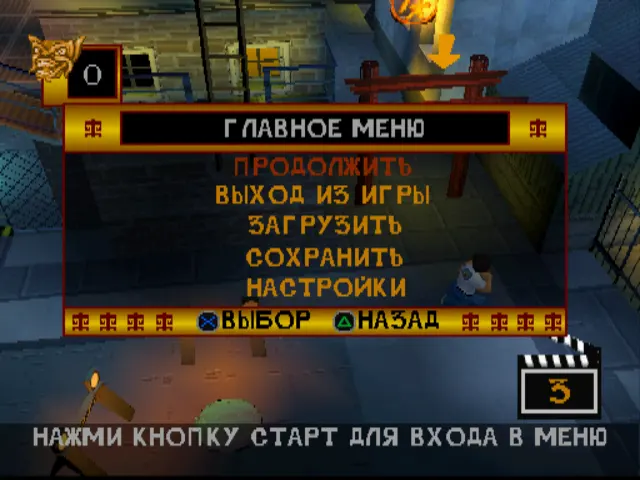 0
ГЛАВНОЕ МЕНЮ
ПРОДОЛЖИТЬ
ВЫХОД ИЗ ИГРЫ
ЗАГРУЗИТЬ
СОХРАНИТЬ
НАСТРОЙКИ
ВЫБОР НАЗАД
3
НАЖМИ КНОПКУ СТАРТ ДЛЯ ВХОДА В МЕНЮ